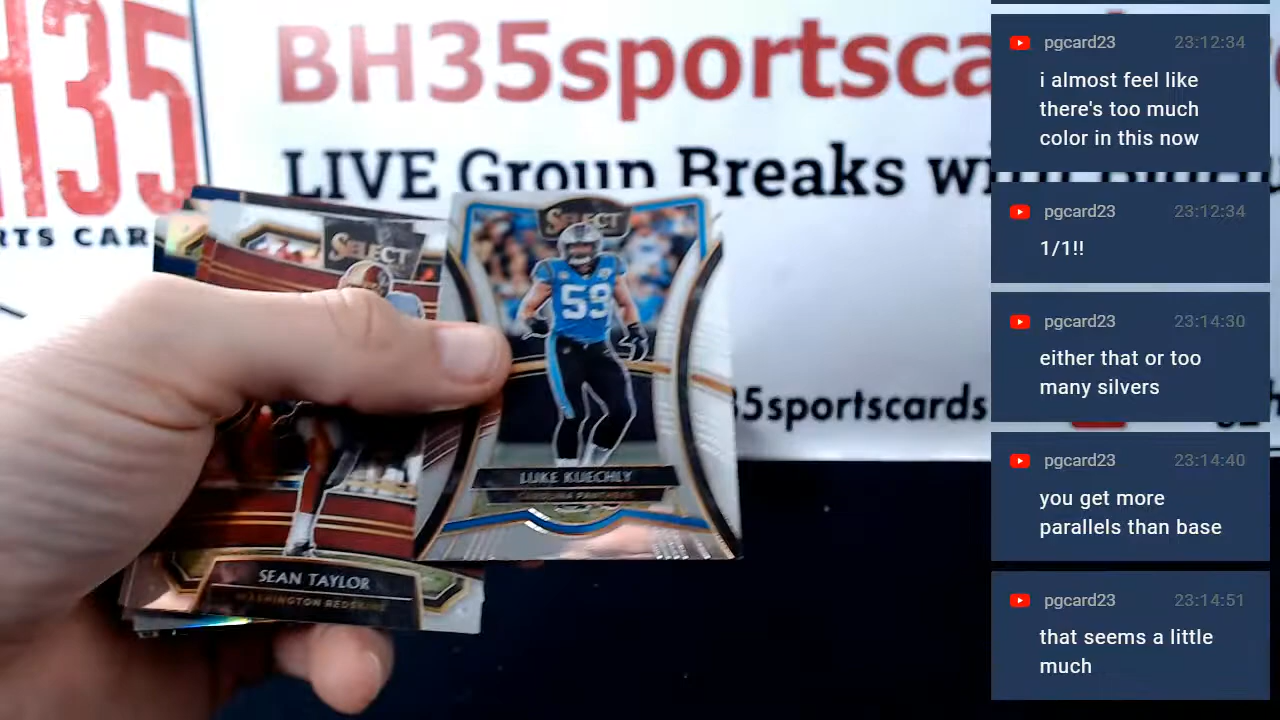 H35
RTS CAR
BH35sportsca
LIVE Group Breaks wi
35sportscards
SELECT
SELECT
59
LUKE KUECHLY
CAROLINA PANTHERS
SEAN TAYLOR
WASHINGTON REDSKINS
pgcard23 23:12:34
i almost feel like
there's too much
color in this now
pgcard23 23:12:34
1/1!!
pgcard23 23:14:30
either that or too
many silvers
pgcard23 23:14:40
you get more
parallels than base
pgcard23 23:14:51
that seems a little
much